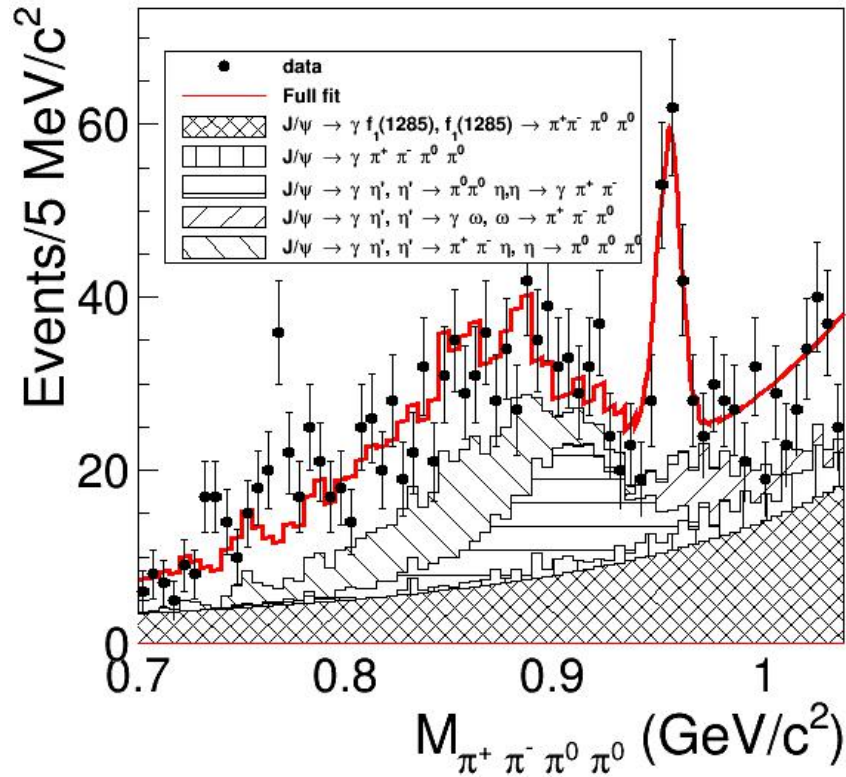 Events/5 MeV/c²
60
40
20
0
data
Full fit
J/ψ → γ f₁(1285), f₁(1285) → π⁺π⁻ π⁰ π⁰
J/ψ → γ π⁺ π⁻ π⁰ π⁰
J/ψ → γ η', η' → π⁰π⁰ η,η → γ π⁺ π⁻
J/ψ → γ η', η' → γ ω, ω → π⁺ π⁻ π⁰
J/ψ → γ η', η' → π⁺ π⁻ η, η → π⁰ π⁰ π⁰
0.7 0.8 0.9 1
M π⁺ π⁻ π⁰ π⁰ (GeV/c²)